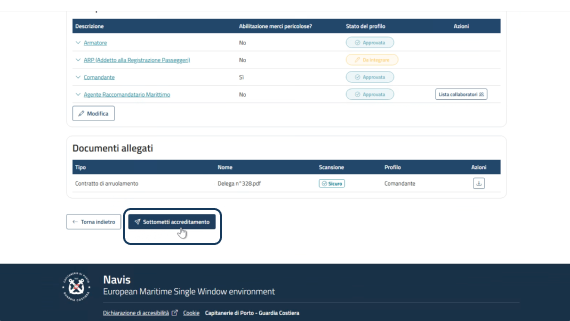 Descrizione Abilitazione merci pericolose? Stato del profilo Azioni
Armatore No Approvato
ARP (Addetto alla Registrazione Passeggeri) No Da integrare
Comandante Sì Approvato
Agente Raccomandatario Marittimo No Approvato Lista collaboratori
Modifica
Documenti allegati
Tipo Nome Scansione Profilo Azioni
Contratto di arruolamento Delega n° 328.pdf Sicuro Comandante
← Torna indietro Sottometti accreditamento
Navis
European Maritime Single Window environment
Dichiarazione di accessibilità Cookie Capitanerie di Porto - Guardia Costiera